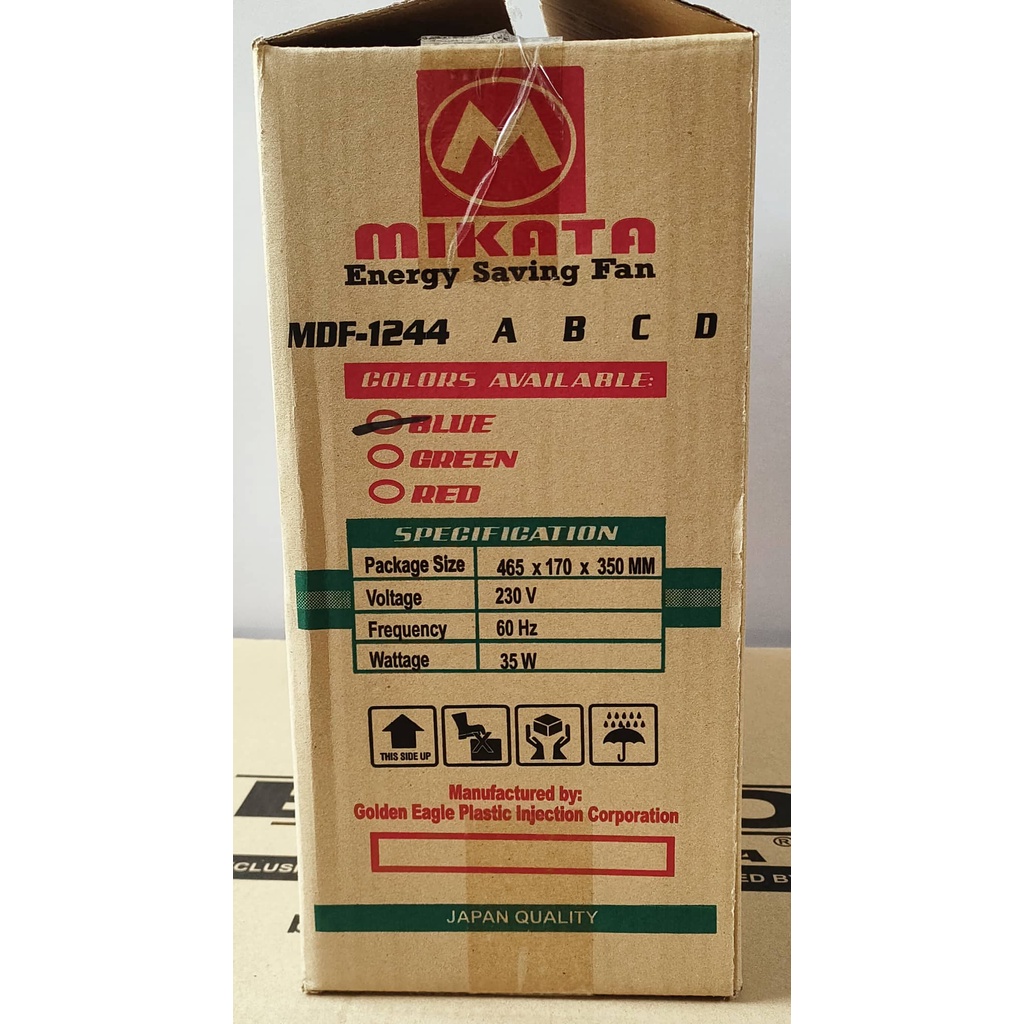 M
MIKATA
Energy Saving Fan
MDF-1244 A B C D
COLORS AVAILABLE:
BLUE
GREEN
RED
SPECIFICATION
Package Size 465 x 170 x 350 MM
Voltage 230 V
Frequency 60 Hz
Wattage 35 W
THIS SIDE UP
Manufactured by:
Golden Eagle Plastic Injection Corporation
JAPAN QUALITY